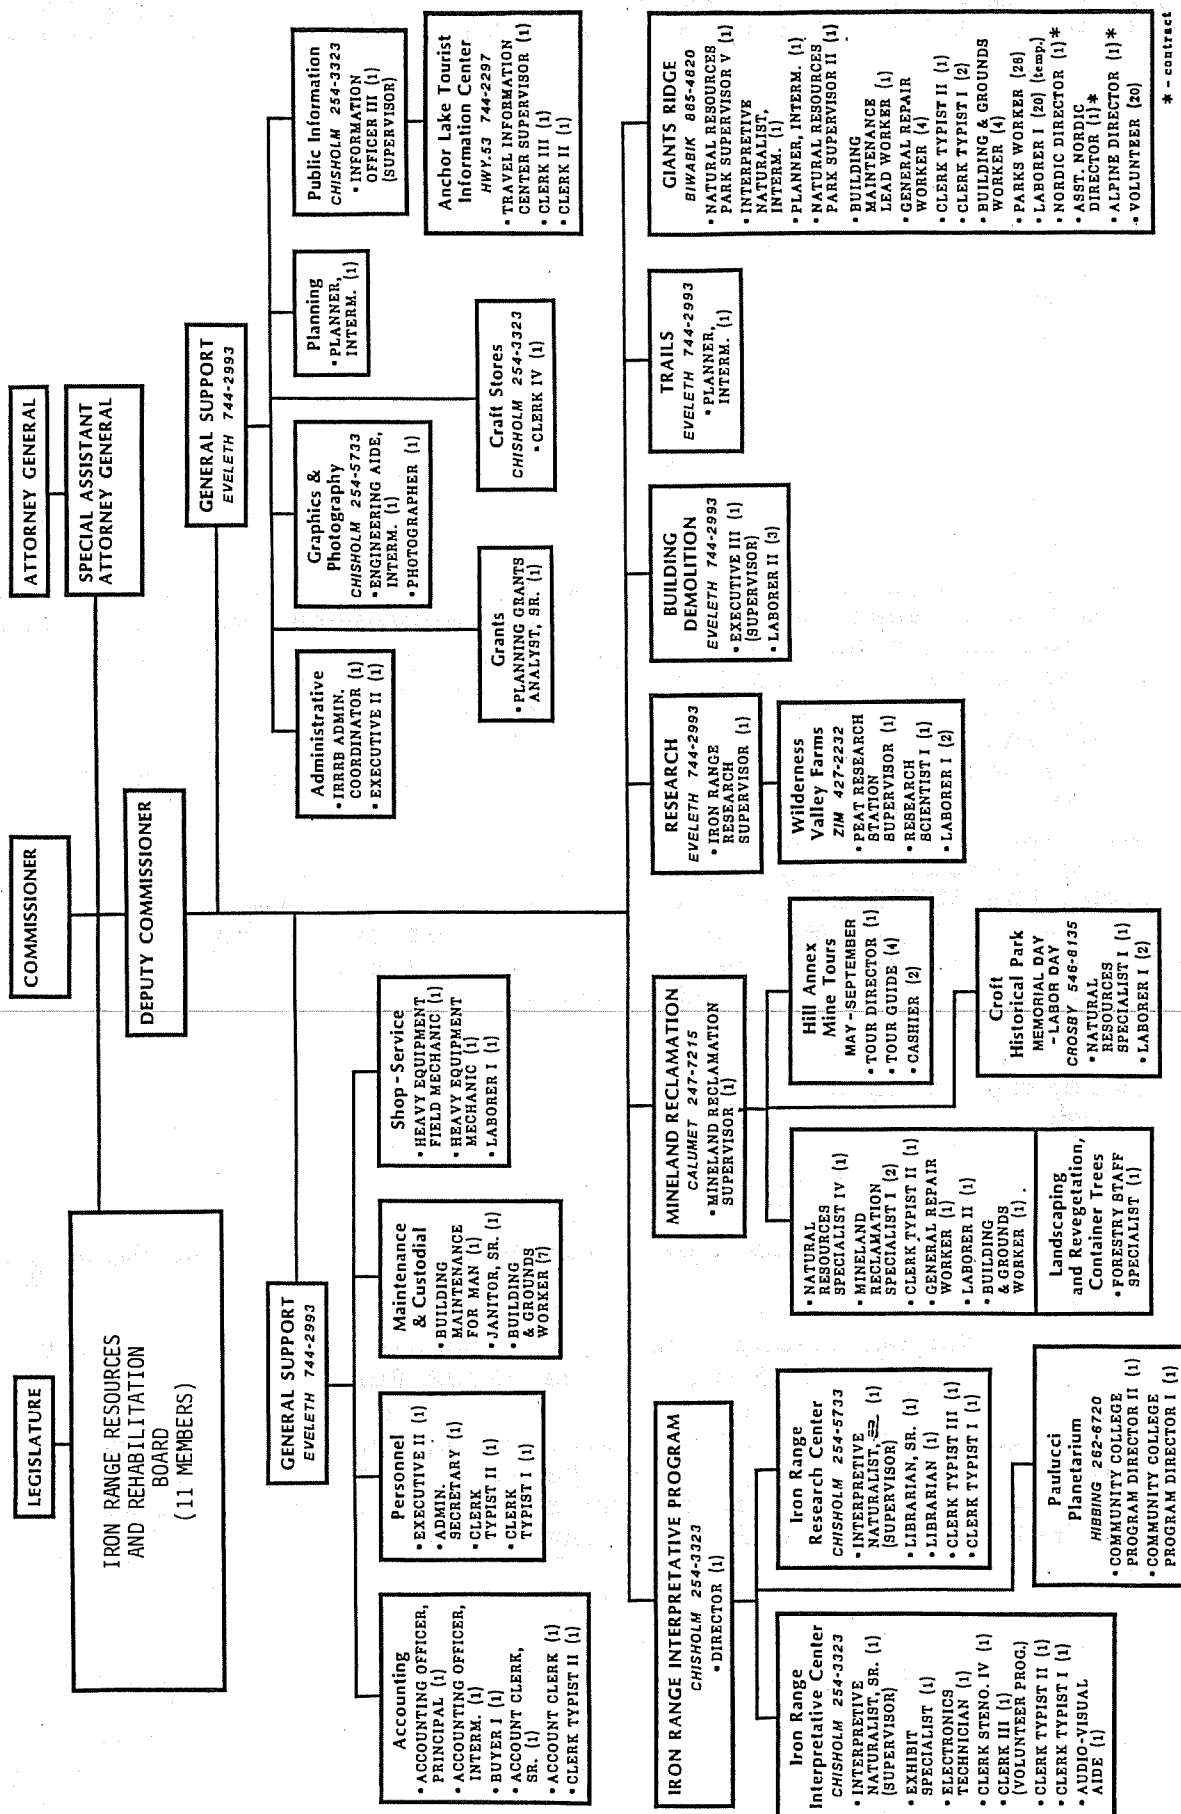 LEGISLATURE
IRON RANGE RESOURCES
AND REHABILITATION
BOARD
(11 MEMBERS)
COMMISSIONER
DEPUTY COMMISSIONER
ATTORNEY GENERAL
SPECIAL ASSISTANT
ATTORNEY GENERAL
GENERAL SUPPORT
EVELETH 744-2993
Accounting
• ACCOUNTING OFFICER,
PRINCIPAL (1)
• ACCOUNTING OFFICER,
INTERM. (1)
• BUYER I (1)
• ACCOUNT CLERK,
SR. (1)
• ACCOUNT CLERK (1)
• CLERK TYPIST II (1)
Personnel
• EXECUTIVE II (1)
• ADMIN.
SECRETARY (1)
• CLERK
TYPIST II (1)
• CLERK
TYPIST I (1)
Maintenance
& Custodial
• BUILDING
MAINTENANCE
FOR MAN (1)
• JANITOR, SR. (1)
• BUILDING
& GROUNDS
WORKER (7)
Shop-Service
• HEAVY EQUIPMENT
FIELD MECHANIC (1)
• HEAVY EQUIPMENT
MECHANIC (1)
• LABORER I (1)
GENERAL SUPPORT
EVELETH 744-2993
Administrative
• IRRRB ADMIN.
COORDINATOR (1)
• EXECUTIVE II (1)
Grants
• PLANNING GRANTS
ANALYST, SR. (1)
Graphics &
Photography
CHISHOLM 254-5733
• ENGINEERING AIDE,
INTERM. (1)
• PHOTOGRAPHER (1)
Craft Stores
CHISHOLM 254-3323
• CLERK IV (1)
Planning
• PLANNER,
INTERM. (1)
Public Information
CHISHOLM 254-3323
• INFORMATION
OFFICER III (1)
(SUPERVISOR)
Anchor Lake Tourist
Information Center
HWY.53 744-2297
• TRAVEL INFORMATION
CENTER SUPERVISOR (1)
• CLERK III (1)
• CLERK II (1)
IRON RANGE INTERPRETATIVE PROGRAM
CHISHOLM 254-3323
• DIRECTOR (1)
Iron Range
Interpretative Center
CHISHOLM 254-3323
• INTERPRETIVE
NATURALIST, SR. (1)
(SUPERVISOR)
• EXHIBIT
SPECIALIST (1)
• ELECTRONICS
TECHNICIAN (1)
• CLERK STENO. IV (1)
• CLERK III (1)
(VOLUNTEER PROG.)
• CLERK TYPIST II (1)
• CLERK TYPIST I (1)
• AUDIO-VISUAL
AIDE (1)
Iron Range
Research Center
CHISHOLM 254-5733
• INTERPRETIVE
NATURALIST, (1)
(SUPERVISOR)
• LIBRARIAN, SR. (1)
• LIBRARIAN (1)
• CLERK TYPIST III (1)
• CLERK TYPIST I (1)
Paulucci
Planetarium
HIBBING 262-6720
• COMMUNITY COLLEGE
PROGRAM DIRECTOR II (1)
• COMMUNITY COLLEGE
PROGRAM DIRECTOR I (1)
MINELAND RECLAMATION
CALUMET 247-7215
• MINELAND RECLAMATION
SUPERVISOR (1)
• NATURAL
RESOURCES
SPECIALIST IV (1)
• MINELAND
RECLAMATION
SPECIALIST I (2)
• CLERK TYPIST II (1)
• GENERAL REPAIR
WORKER (1)
• LABORER II (1)
• BUILDING
& GROUNDS
WORKER (1) .
Landscaping
and Revegetation,
Container Trees
• FORESTRY STAFF
SPECIALIST (1)
Hill Annex
Mine Tours
MAY-SEPTEMBER
• TOUR DIRECTOR (1)
• TOUR GUIDE (4)
• CASHIER (2)
Croft
Historical Park
MEMORIAL DAY
-LABOR DAY
CROSBY 546-8135
• NATURAL
RESOURCES
SPECIALIST I (1)
• LABORER I (2)
RESEARCH
EVELETH 744-2993
• IRON RANGE
RESEARCH
SUPERVISOR (1)
Wilderness
Valley Farms
ZIM 427-2232
• PEAT RESEARCH
STATION
SUPERVISOR (1)
• RESEARCH
SCIENTIST I (1)
• LABORER I (2)
BUILDING
DEMOLITION
EVELETH 744-2993
• EXECUTIVE III (1)
(SUPERVISOR)
• LABORER II (3)
TRAILS
EVELETH 744-2993
• PLANNER,
INTERM. (1)
GIANTS RIDGE
BIWABIK 865-4620
• NATURAL RESOURCES
PARK SUPERVISOR V (1)
• INTERPRETIVE
NATURALIST,
INTERM. (1)
• PLANNER, INTERM. (1)
• NATURAL RESOURCES
PARK SUPERVISOR II (1)
• BUILDING
MAINTENANCE
LEAD WORKER (1)
• GENERAL REPAIR
WORKER (4)
• CLERK TYPIST II (1)
• CLERK TYPIST I (2)
• BUILDING & GROUNDS
WORKER (4)
• PARKS WORKER (26)
• LABORER I (20) (temp.)
• NORDIC DIRECTOR (1)*
• ASST. NORDIC
DIRECTOR (1)*
• ALPINE DIRECTOR (1)*
• VOLUNTEER (20)
* - contract